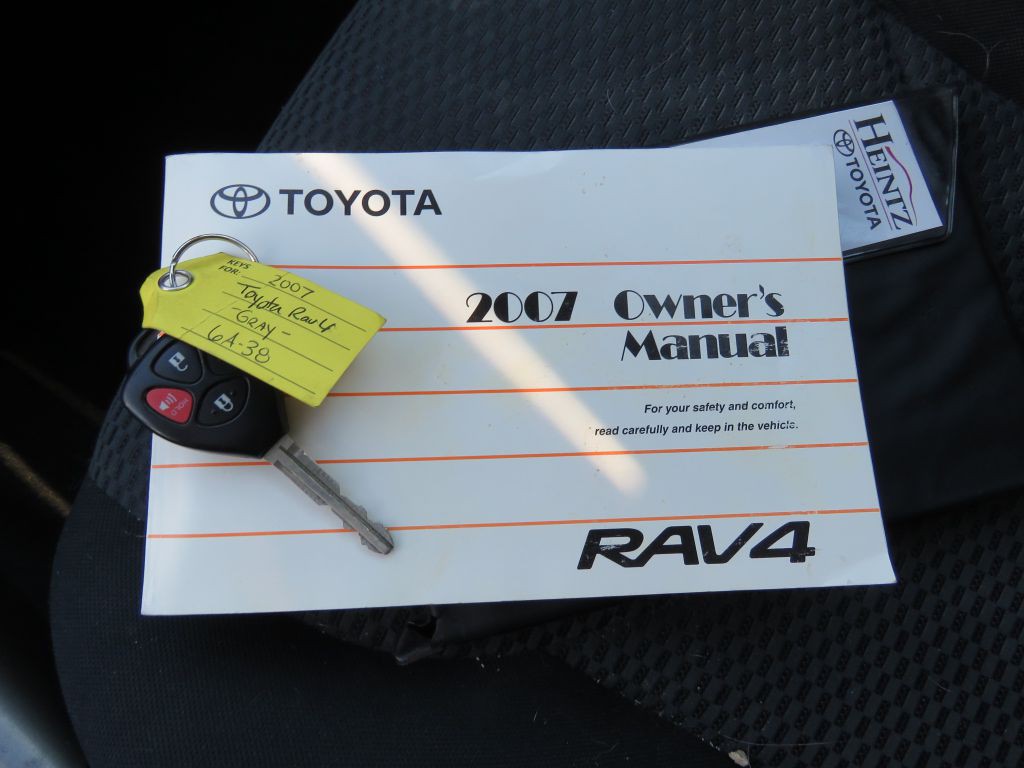 TOYOTA
2007 Owner's
Manual
For your safety and comfort,
read carefully and keep in the vehicle.
RAV4
KEYS
FOR:
2007
Toyota Rav4
-GRAY-
6A-38
HOLD
HEINTZ
TOYOTA